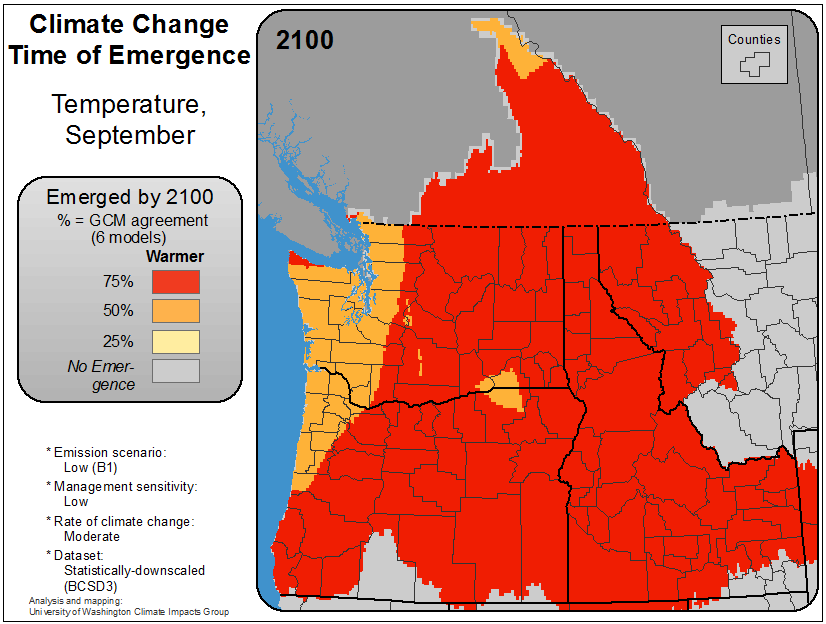 Climate Change
Time of Emergence
Temperature,
September
Emerged by 2100
% = GCM agreement
(6 models)
Warmer
75%
50%
25%
No Emer-
gence
* Emission scenario:
Low (B1)
* Management sensitivity:
Low
* Rate of climate change:
Moderate
* Dataset:
Statistically-downscaled
(BCSD3)
Analysis and mapping:
University of Washington Climate Impacts Group
2100
Counties